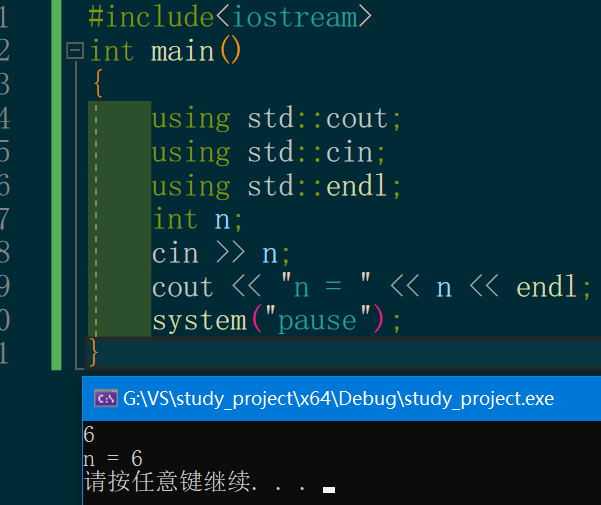 1 #include<iostream>
2 int main()
3 {
4 using std::cout;
5 using std::cin;
6 using std::endl;
7 int n;
8 cin >> n;
9 cout << "n = " << n << endl;
0 system("pause");
1 }
G:\VS\study_project\x64\Debug\study_project.exe
6
n = 6
请按任意键继续. . .